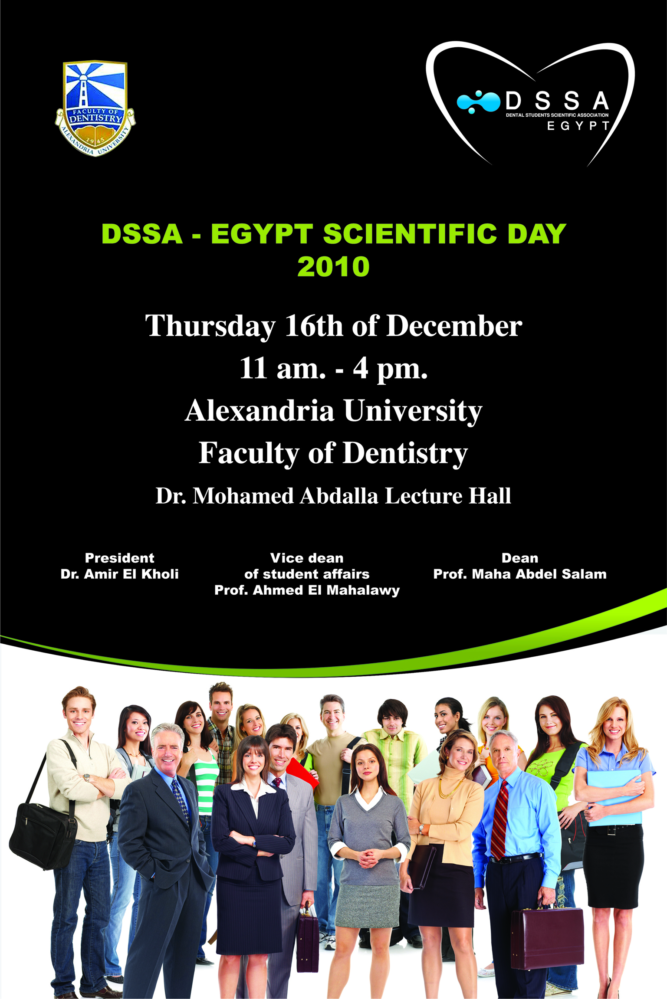 FACULTY OF
DENTISTRY
1945
ALEXANDRIA UNIVERSITY
DSSA
DENTAL STUDENTS SCIENTIFIC ASSOCIATION
EGYPT
DSSA - EGYPT SCIENTIFIC DAY
2010
Thursday 16th of December
11 am. - 4 pm.
Alexandria University
Faculty of Dentistry
Dr. Mohamed Abdalla Lecture Hall
President
Dr. Amir El Kholi
Vice dean
of student affairs
Prof. Ahmed El Mahalawy
Dean
Prof. Maha Abdel Salam